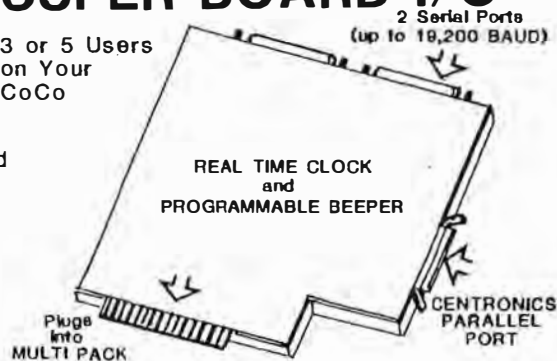 BOARD
2 Serial Ports
(up to 19,200 BAUD)
3 or 5 Users
on Your
CoCo
REAL TIME CLOCK
and
PROGRAMMABLE BEEPER
Plugs
into
MULTI PACK
CENTRONICS
PARALLEL
PORT